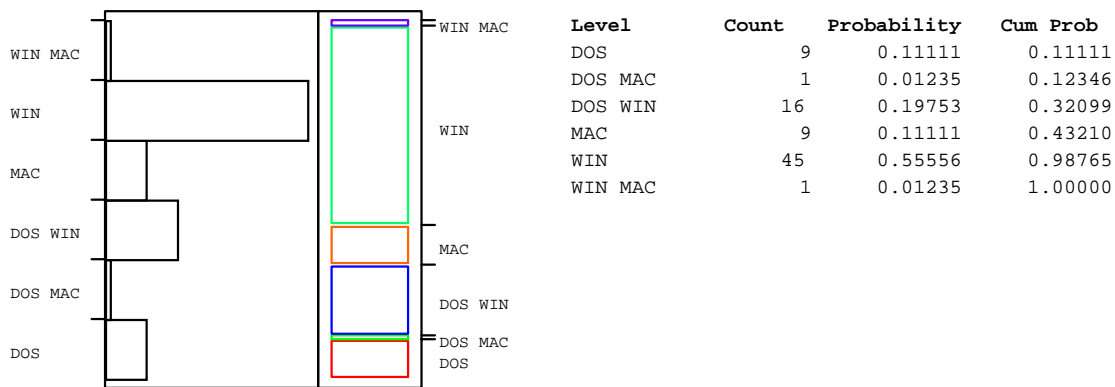 WIN MAC
WIN
MAC
DOS WIN
DOS MAC
DOS
WIN MAC
WIN
MAC
DOS WIN
DOS MAC
DOS
Level Count Probability Cum Prob
DOS 9 0.11111 0.11111
DOS MAC 1 0.01235 0.12346
DOS WIN 16 0.19753 0.32099
MAC 9 0.11111 0.43210
WIN 45 0.55556 0.98765
WIN MAC 1 0.01235 1.00000